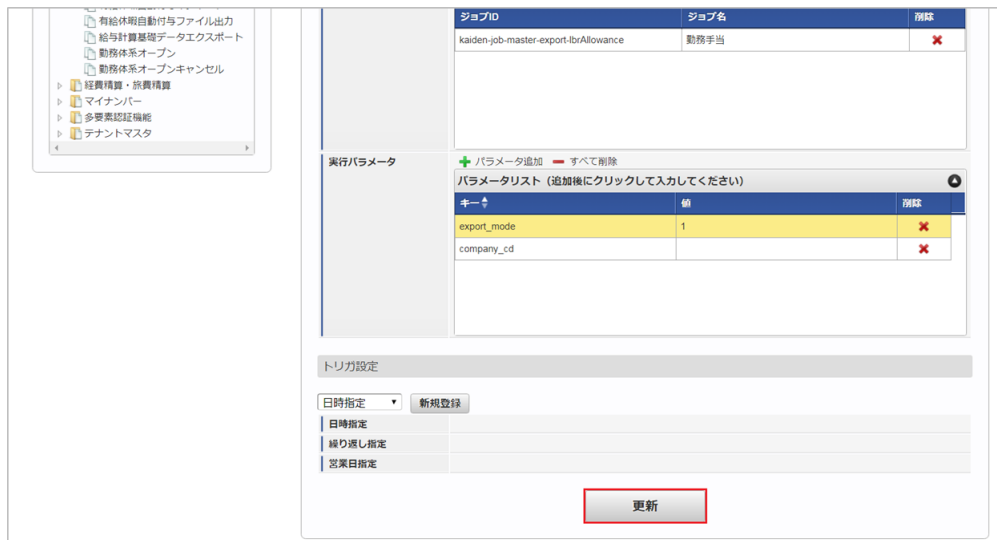 有給休暇自動付与ファイル出力
給与計算基礎データエクスポート
勤務体系オープン
勤務体系オープンキャンセル
経費精算・旅費精算
マイナンバー
多要素認証機能
テナントマスタ
ジョブID ジョブ名 削除
kaiden-job-master-export-lbrAllowance 勤務手当
実行パラメータ
パラメータ追加 すべて削除
パラメータリスト（追加後にクリックして入力してください）
キー 値 削除
export_mode 1
company_cd
トリガ設定
日時指定 新規登録
日時指定
繰り返し指定
営業日指定
更新